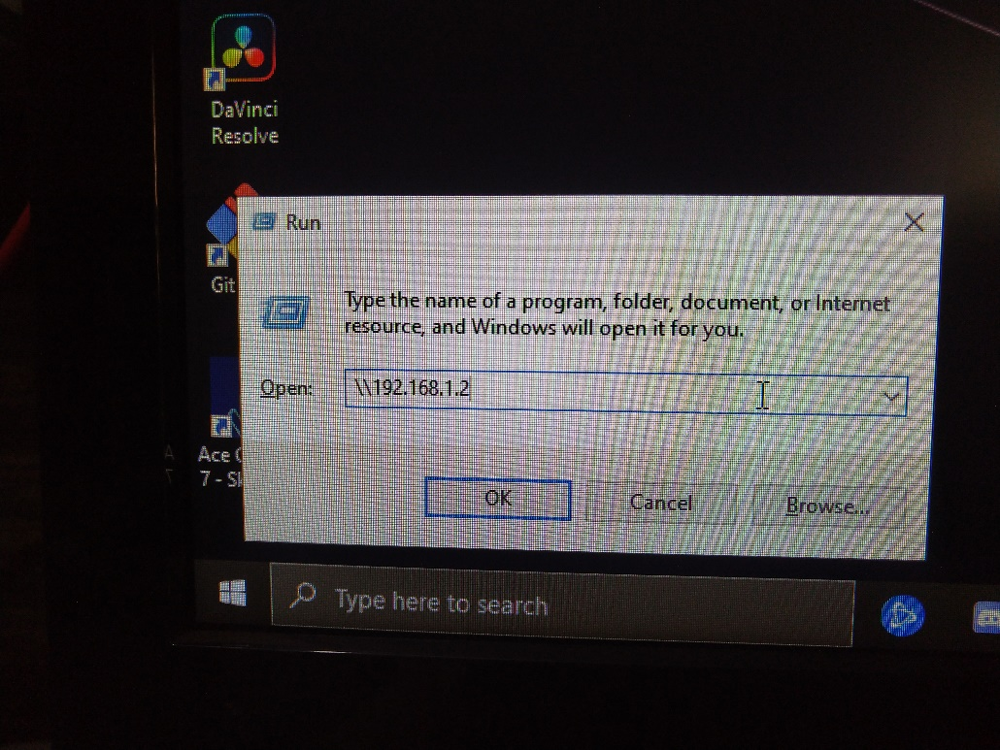 DaVinci
Resolve
Git
Ace
7 -
Run
Type the name of a program, folder, document, or Internet
resource, and Windows will open it for you.
Open:
\\192.168.1.2
OK
Cancel
Browse...
Type here to search